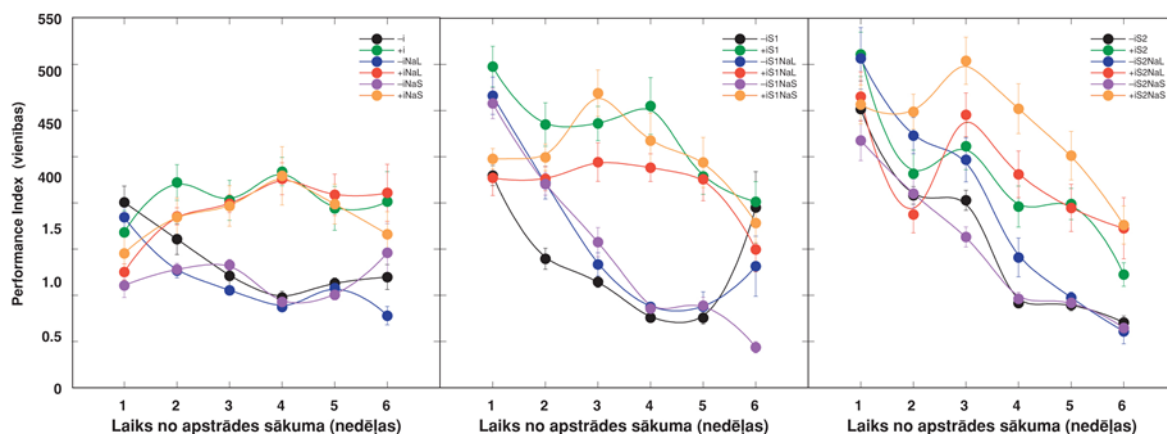 Performance Index (vienības)
550
500
450
400
1.5
1.0
0.5
0
–i
+i
–iNaL
+iNaL
–iNaS
+iNaS
1 2 3 4 5 6
Laiks no apstrādes sākuma (nedēļas)
–iS1
+iS1
–iS1NaL
+iS1NaL
–iS1NaS
+iS1NaS
1 2 3 4 5 6
Laiks no apstrādes sākuma (nedēļas)
–iS2
+iS2
–iS2NaL
+iS2NaL
–iS2NaS
+iS2NaS
1 2 3 4 5 6
Laiks no apstrādes sākuma (nedēļas)